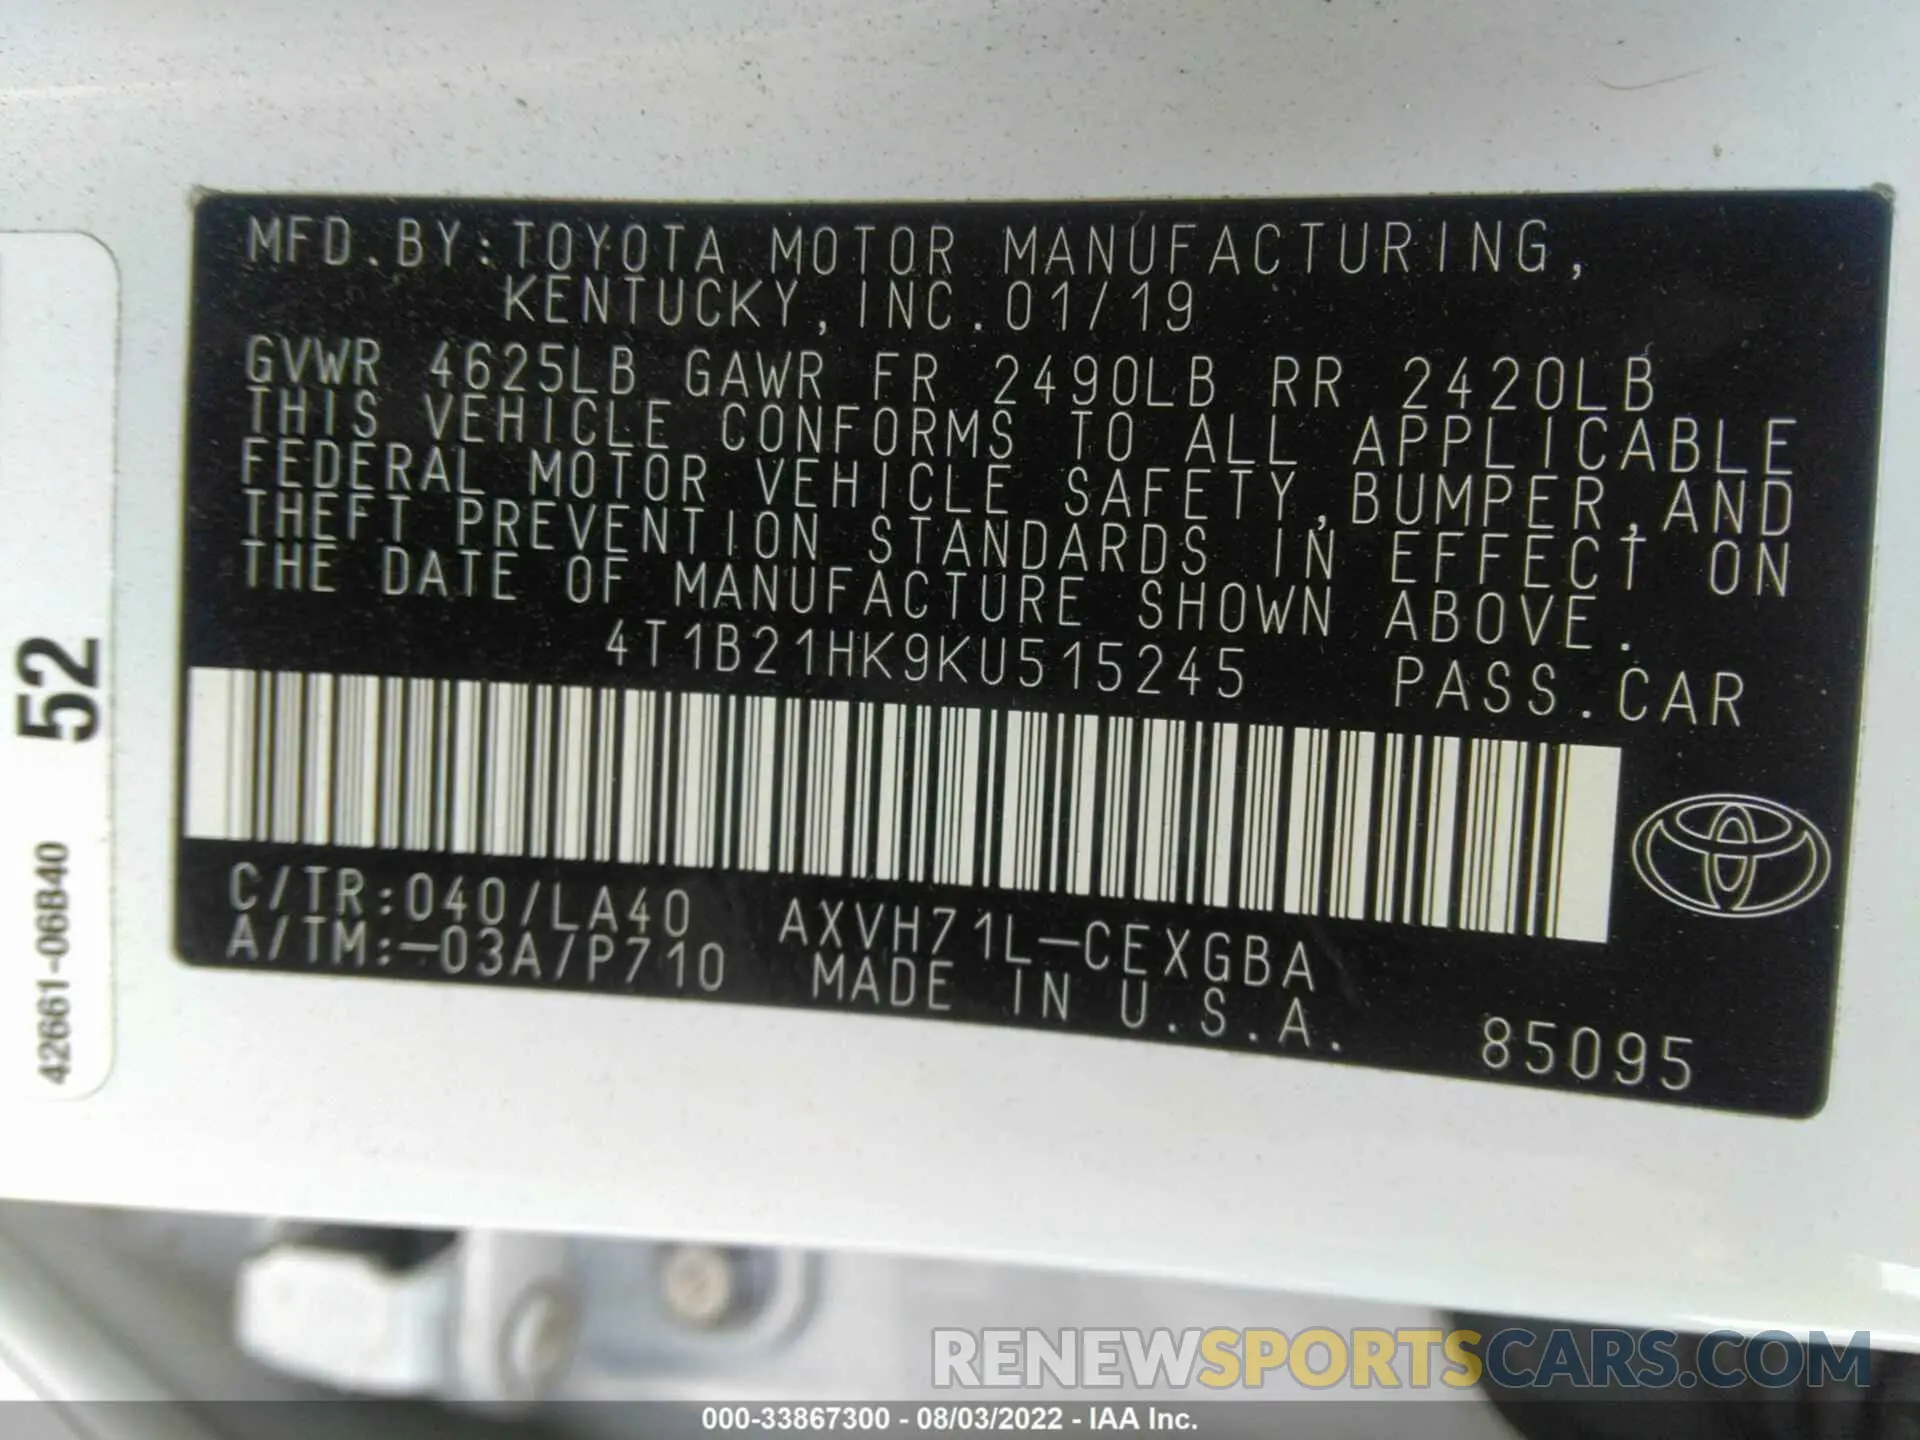 MFD.BY:TOYOTA MOTOR MANUFACTURING,
KENTUCKY,INC.01/19
GVWR 4625LB GAWR FR 2490LB RR 2420LB
THIS VEHICLE CONFORMS TO ALL APPLICABLE
FEDERAL MOTOR VEHICLE SAFETY,BUMPER,AND
THEFT PREVENTION STANDARDS IN EFFECT ON
THE DATE OF MANUFACTURE SHOWN ABOVE.
4T1B21HK9KU515245 PASS.CAR
C/TR:040/LA40 AXVH71L-CEXGBA
A/TM:-03A/P710 MADE IN U.S.A. 85095
52
42661-06B40
RENEWSPORTSCARS.COM
000-33867300 - 08/03/2022 - IAA Inc.